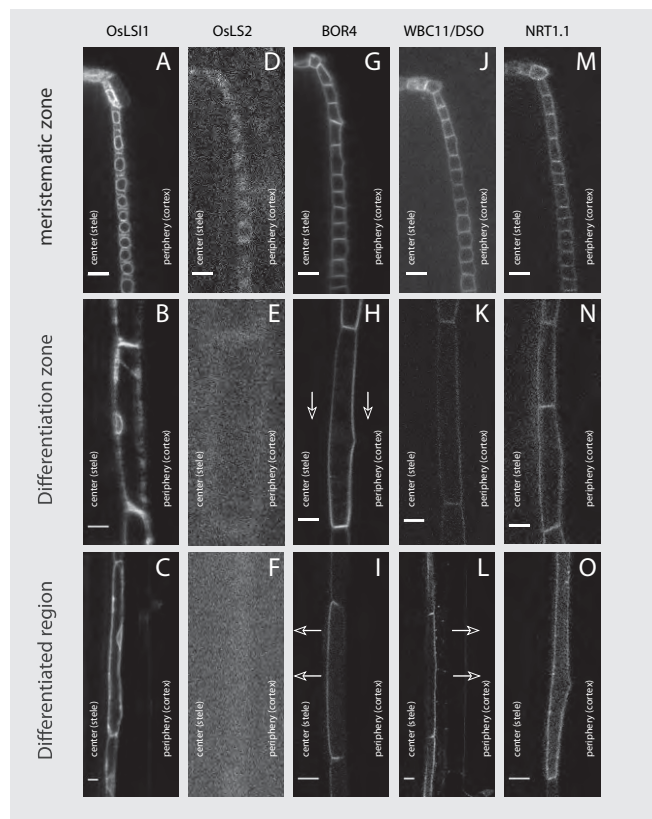 OsLSI1 OsLS2 BOR4 WBC11/DSO NRT1.1
meristematic zone
A D G J M
center (stele) periphery (cortex) center (stele) periphery (cortex) center (stele) periphery (cortex) center (stele) periphery (cortex) center (stele) periphery (cortex)
Differentiation zone
B E H K N
center (stele) periphery (cortex) center (stele) periphery (cortex) center (stele) periphery (cortex) center (stele) periphery (cortex) center (stele) periphery (cortex)
Differentiated region
C F I L O
center (stele) periphery (cortex) center (stele) periphery (cortex) center (stele) periphery (cortex) center (stele) periphery (cortex) center (stele) periphery (cortex)